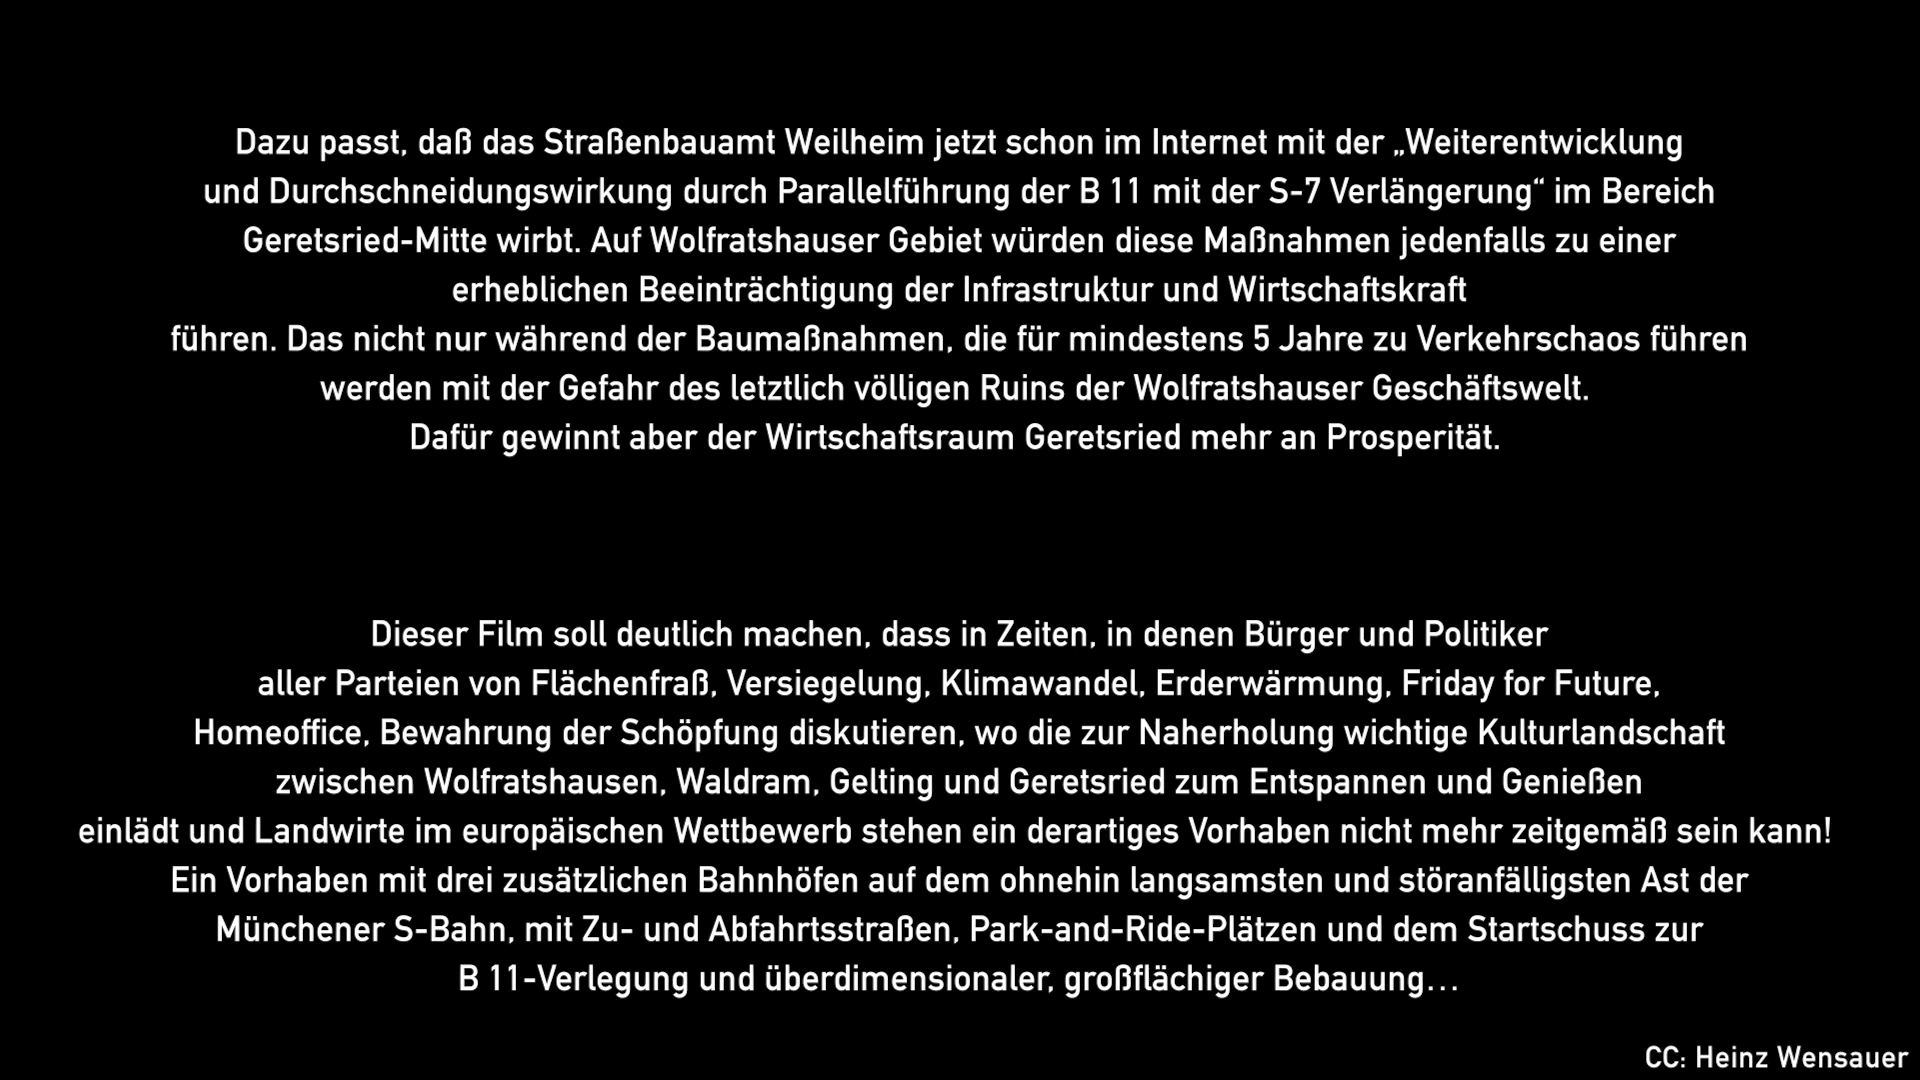 Dazu passt, daß das Straßenbauamt Weilheim jetzt schon im Internet mit der „Weiterentwicklung
und Durchschneidungswirkung durch Parallelführung der B 11 mit der S-7 Verlängerung“ im Bereich
Geretsried-Mitte wirbt. Auf Wolfratshauser Gebiet würden diese Maßnahmen jedenfalls zu einer
erheblichen Beeinträchtigung der Infrastruktur und Wirtschaftskraft
führen. Das nicht nur während der Baumaßnahmen, die für mindestens 5 Jahre zu Verkehrschaos führen
werden mit der Gefahr des letztlich völligen Ruins der Wolfratshauser Geschäftswelt.
Dafür gewinnt aber der Wirtschaftsraum Geretsried mehr an Prosperität.
Dieser Film soll deutlich machen, dass in Zeiten, in denen Bürger und Politiker
aller Parteien von Flächenfraß, Versiegelung, Klimawandel, Erderwärmung, Friday for Future,
Homeoffice, Bewahrung der Schöpfung diskutieren, wo die zur Naherholung wichtige Kulturlandschaft
zwischen Wolfratshausen, Waldram, Gelting und Geretsried zum Entspannen und Genießen
einlädt und Landwirte im europäischen Wettbewerb stehen ein derartiges Vorhaben nicht mehr zeitgemäß sein kann!
Ein Vorhaben mit drei zusätzlichen Bahnhöfen auf dem ohnehin langsamsten und störanfälligsten Ast der
Münchener S-Bahn, mit Zu- und Abfahrtsstraßen, Park-and-Ride-Plätzen und dem Startschuss zur
B 11-Verlegung und überdimensionaler, großflächiger Bebauung...
CC: Heinz Wensauer